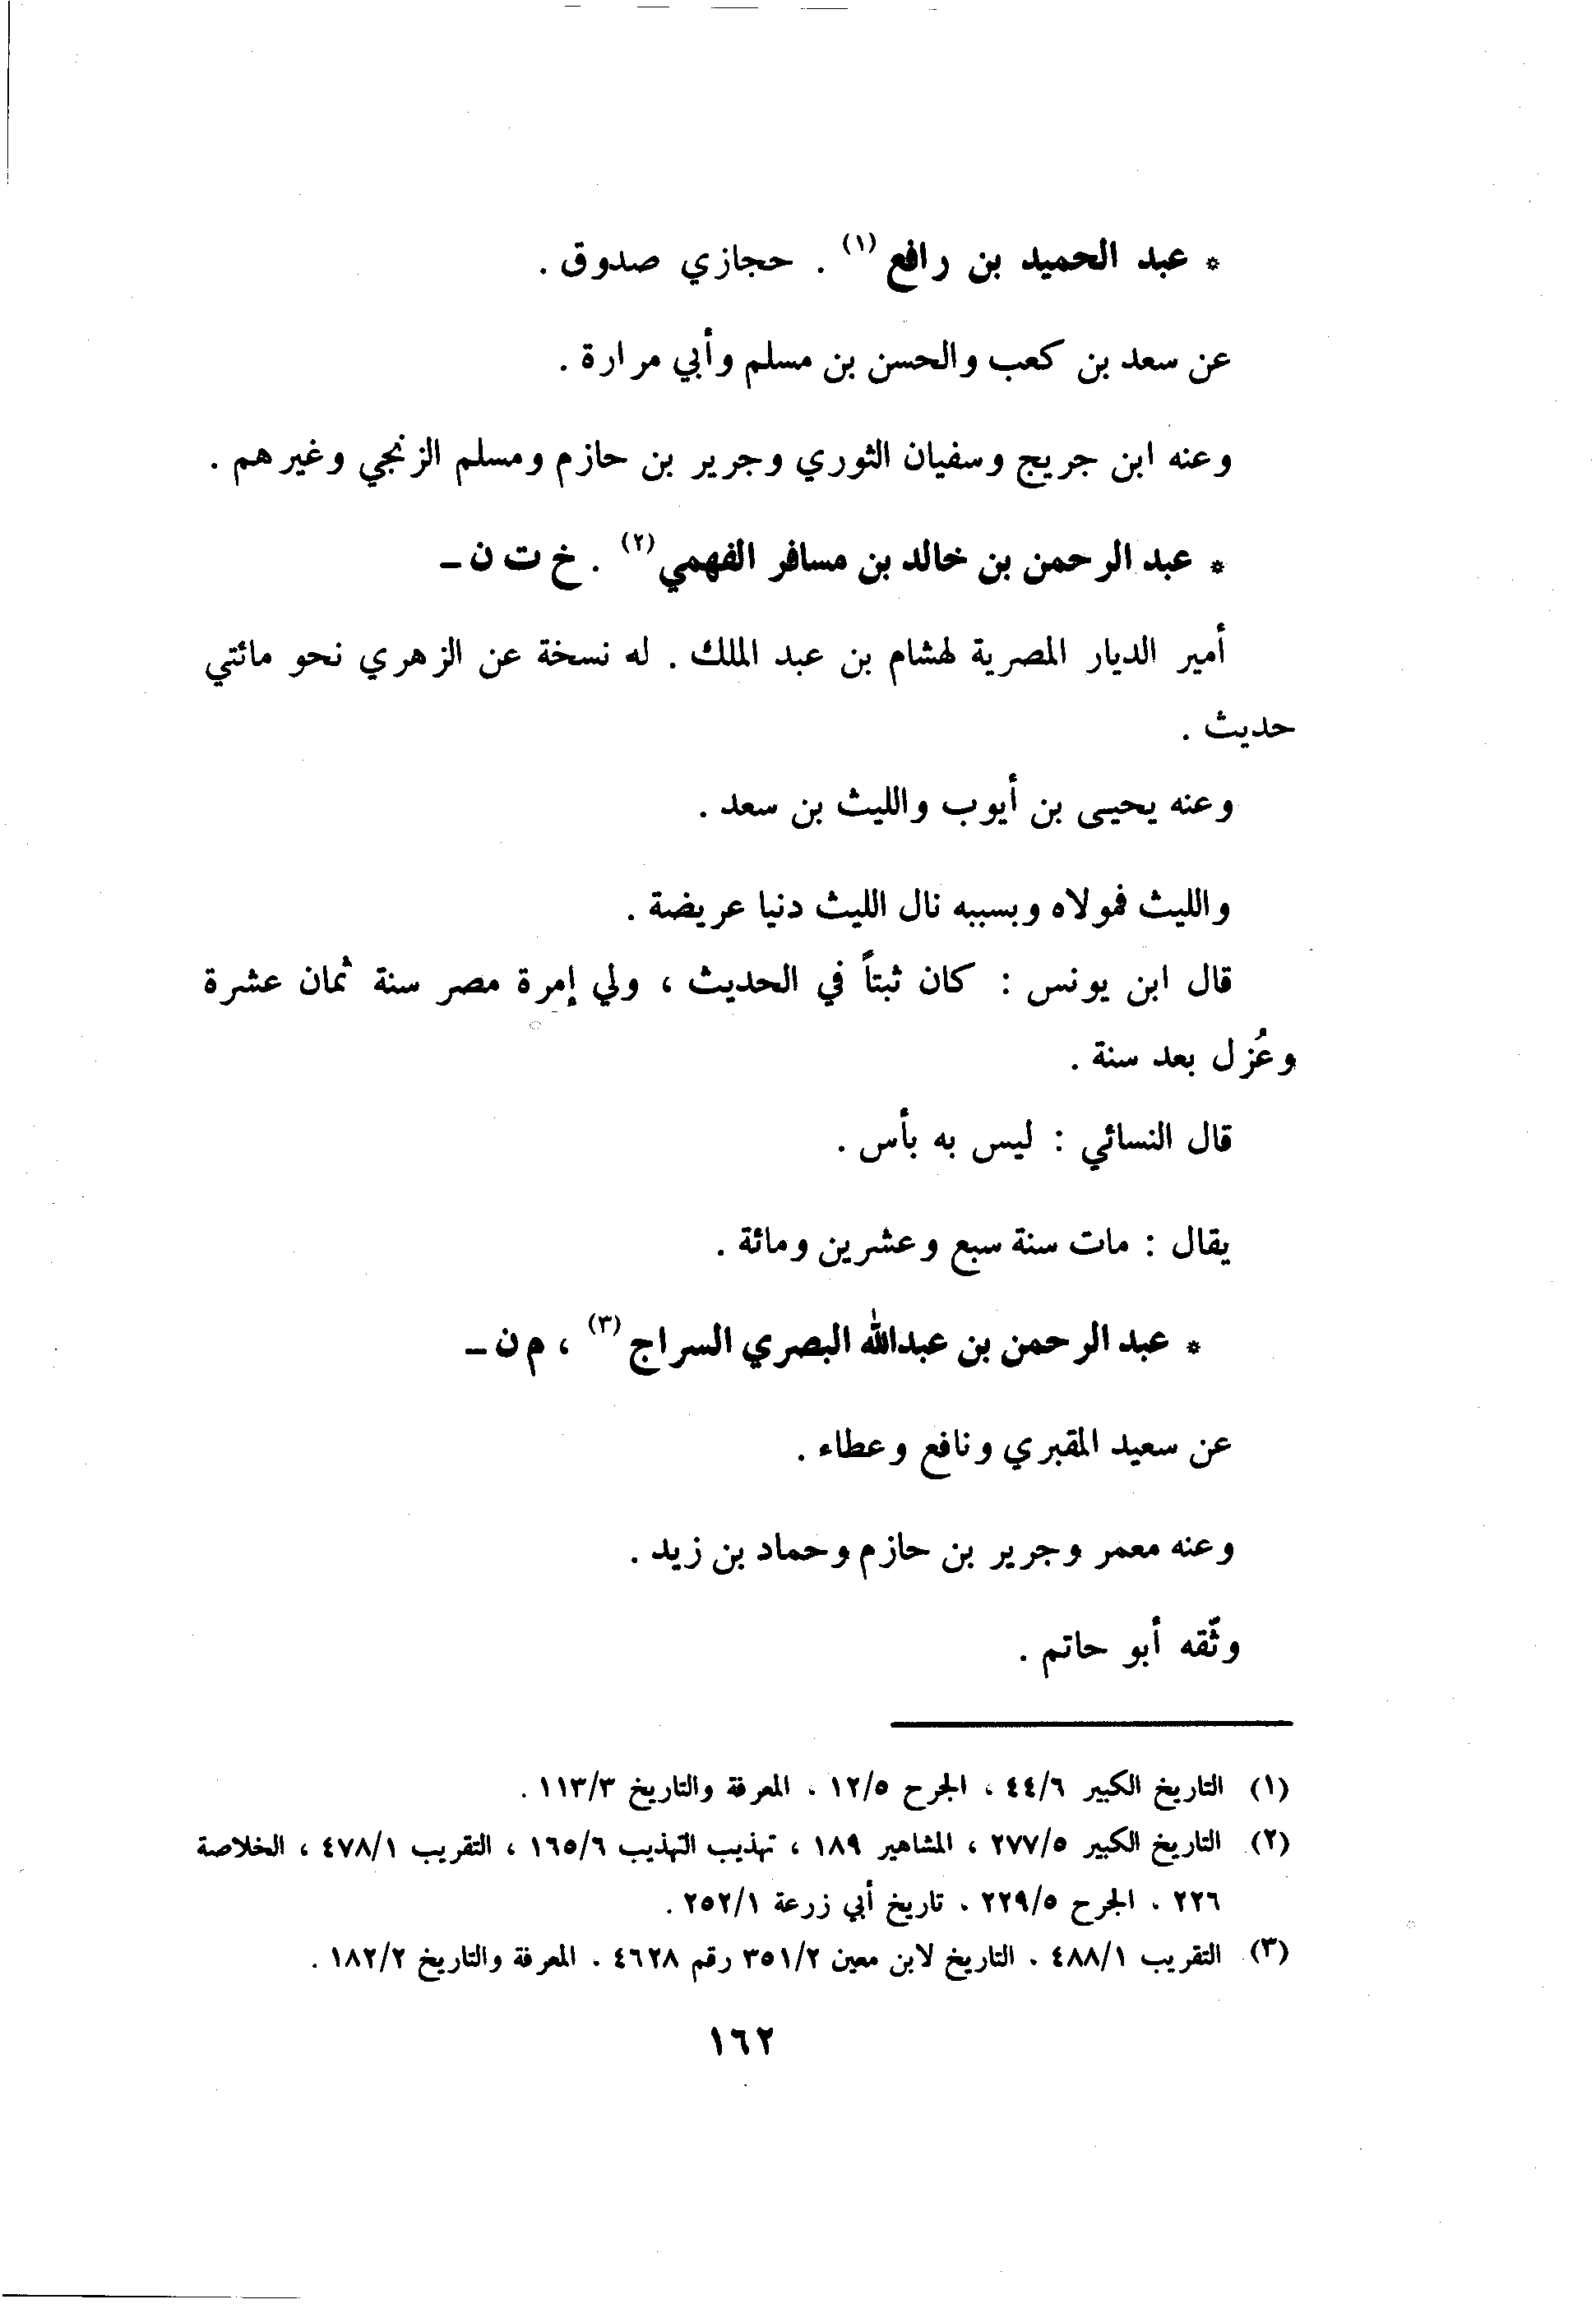 * عبد الحميد بن رافع (١) . حجازي صدوق .
عن سعد بن كعب والحسن بن مسلم وأبي مرارة .
وعنه ابن جريج وسفيان الثوري وجرير بن حازم ومسلم الزنجي وغيرهم .
* عبد الرحمن بن خالد بن مسافر الفهمي (٢) . خ ت ن ـ
أمير الديار المصرية لهشام بن عبد الملك . له نسخة عن الزهري نحو مائتي
حديث .
وعنه يحيى بن أيوب والليث بن سعد .
والليث فمولاه وبسببه نال الليث دنيا عريضة .
قال ابن يونس : كان ثبتاً في الحديث ، ولي إمرة مصر سنة ثمان عشرة
وعُزل بعد سنة .
قال النسائي : ليس به بأس .
يقال : مات سنة سبع وعشرين ومائة .
* عبد الرحمن بن عبدالله البصري السراج (٣) ، م ن ـ
عن سعيد المقبري ونافع وعطاء .
وعنه معمر وجرير بن حازم وحماد بن زيد .
وثّقه أبو حاتم .
(١) التاريخ الكبير ٤٤/٦ ، الجرح ١٢/٥ . المعرفة والتاريخ ١١٣/٣ .
(٢) التاريخ الكبير ٢٧٧/٥ ، المشاهير ١٨٩ ، تهذيب التهذيب ١٦٥/٦ ، التقريب ٤٧٨/١ ، الخلاصة
٢٢٦ . الجرح ٢٢٩/٥ . تاريخ أبي زرعة ٢٥٢/١ .
(٣) التقريب ٤٨٨/١ . التاريخ لابن معين ٣٥١/٢ رقم ٤٦٢٨ . المعرفة والتاريخ ١٨٢/٢ .
١٦٢